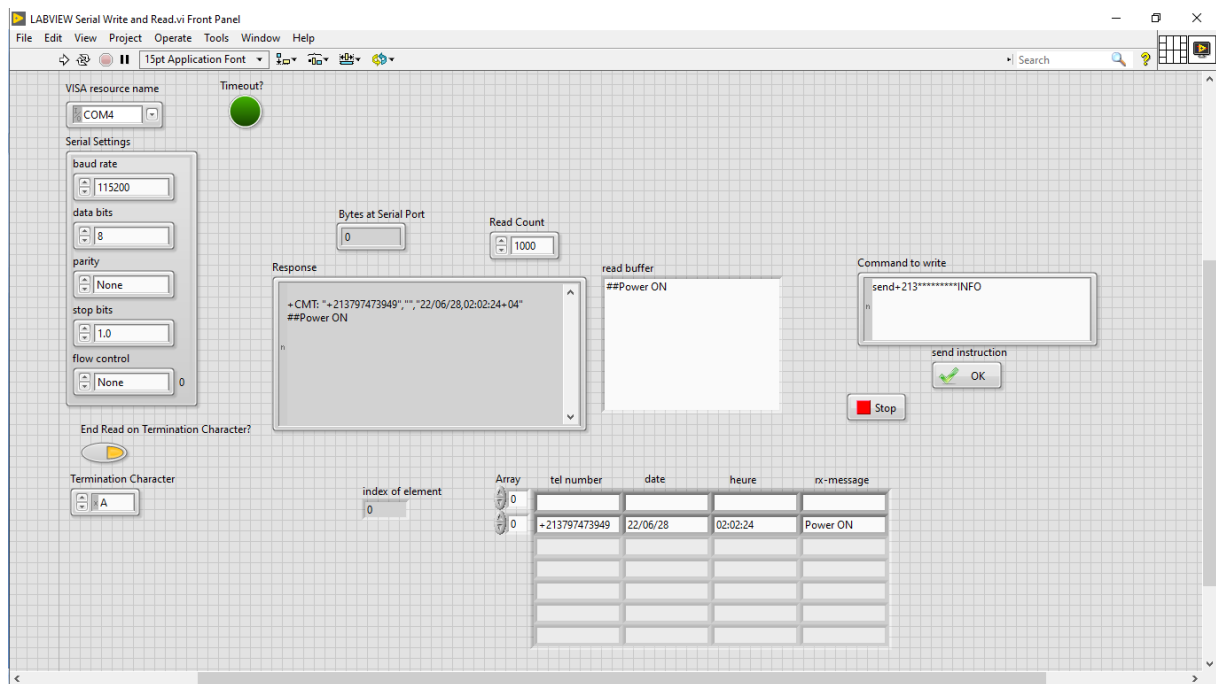 LABVIEW Serial Write and Read.vi Front Panel
File Edit View Project Operate Tools Window Help
15pt Application Font
Search
VISA resource name
Timeout?
COM4
Serial Settings
baud rate
115200
data bits
8
parity
None
stop bits
1.0
flow control
None 0
End Read on Termination Character?
Termination Character
x A
Bytes at Serial Port
0
Read Count
1000
Response
+CMT: "+213797473949","","22/06/28,02:02:24+04"
##Power ON
n
read buffer
##Power ON
Command to write
send+213*********INFO
n
send instruction
OK
Stop
index of element
0
Array tel number date heure rx-message
0
0 +213797473949 22/06/28 02:02:24 Power ON